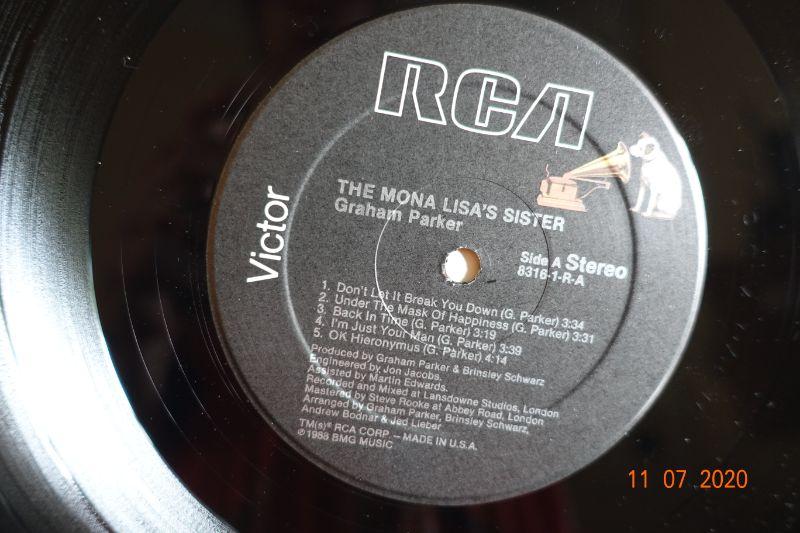 RCA
Victor
THE MONA LISA'S SISTER
Graham Parker
Side A Stereo
8316-1-R-A
1. Don't Let It Break You Down (G. Parker) 3:34
2. Under The Mask Of Happiness (G. Parker) 3:31
3. Back In Time (G. Parker) 3:19
4. I'm Just Your Man (G. Parker) 3:39
5. OK Hieronymus (G. Parker) 4:14
Produced by Graham Parker & Brinsley Schwarz
Engineered by Jon Jacobs.
Assisted by Martin Edwards.
Recorded and Mixed at Lansdowne Studios, London
Mastered by Steve Rooke at Abbey Road, London
Arranged by Graham Parker, Brinsley Schwarz,
Andrew Bodnar & Jed Lieber
TM(s)® RCA CORP. — MADE IN U.S.A.
℗ 1988 BMG MUSIC
11 07 2020